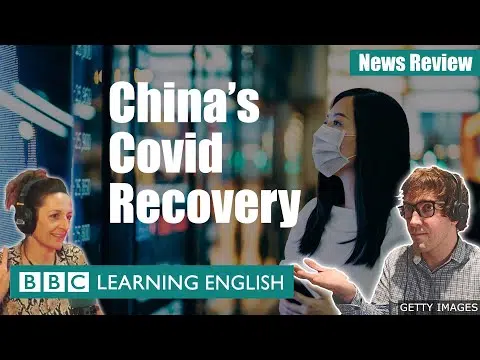 News Review
China's
Covid
Recovery
BBC LEARNING ENGLISH
GETTY IMAGES